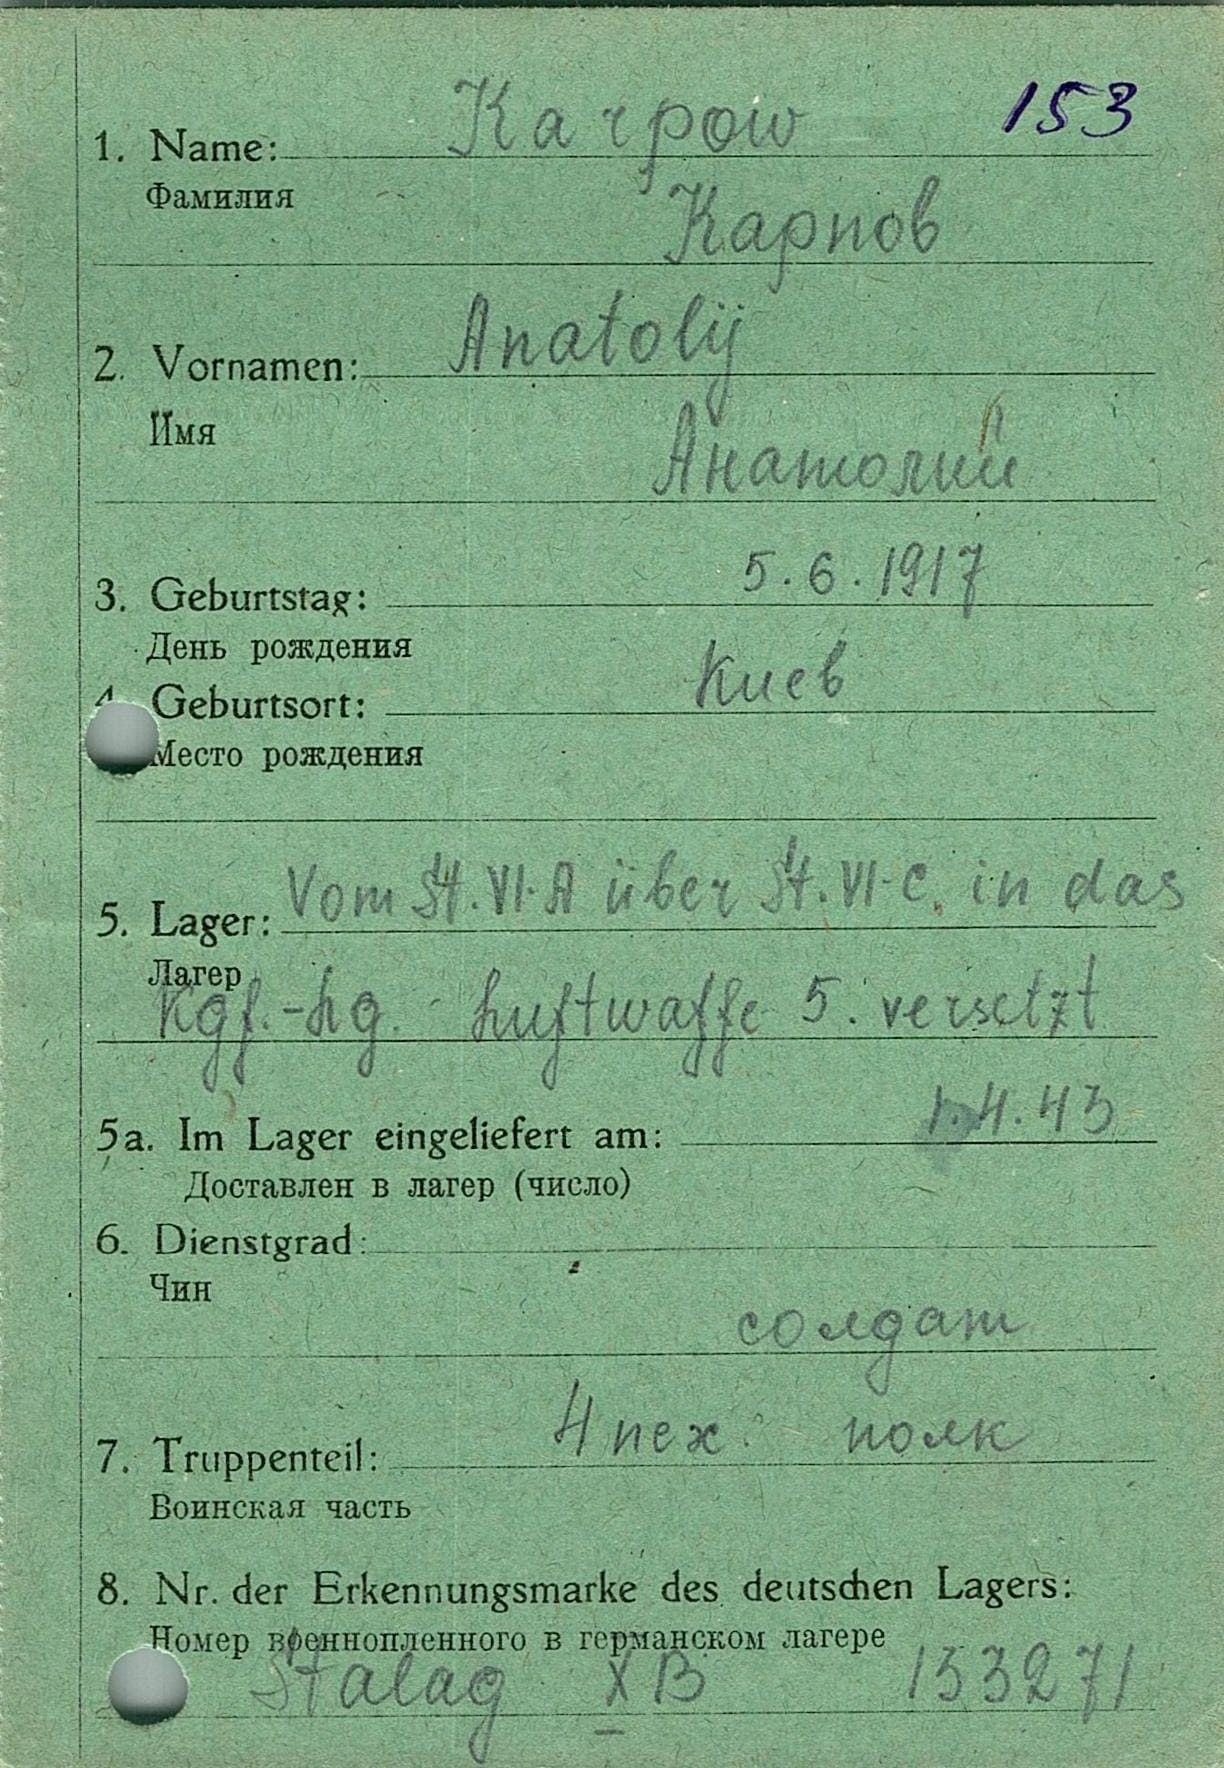 153
1. Name: Karpow
Фамилия
Карпов
2. Vornamen: Anatolij
Имя
Анатолий
3. Geburtstag: 5.6.1917
День рождения
4. Geburtsort: Киев
Место рождения
5. Lager: Vom St. VI-A über St. VI-C. in das
Лагер
Kgf.-Lg. Luftwaffe 5. versetzt
5a. Im Lager eingeliefert am: 1.4.43
Доставлен в лагер (число)
6. Dienstgrad:
Чин
солдат
7. Truppenteil: 4 пех. полк
Воинская часть
8. Nr. der Erkennungsmarke des deutschen Lagers:
Номер временнопленного в германском лагере
Stalag XB 133271